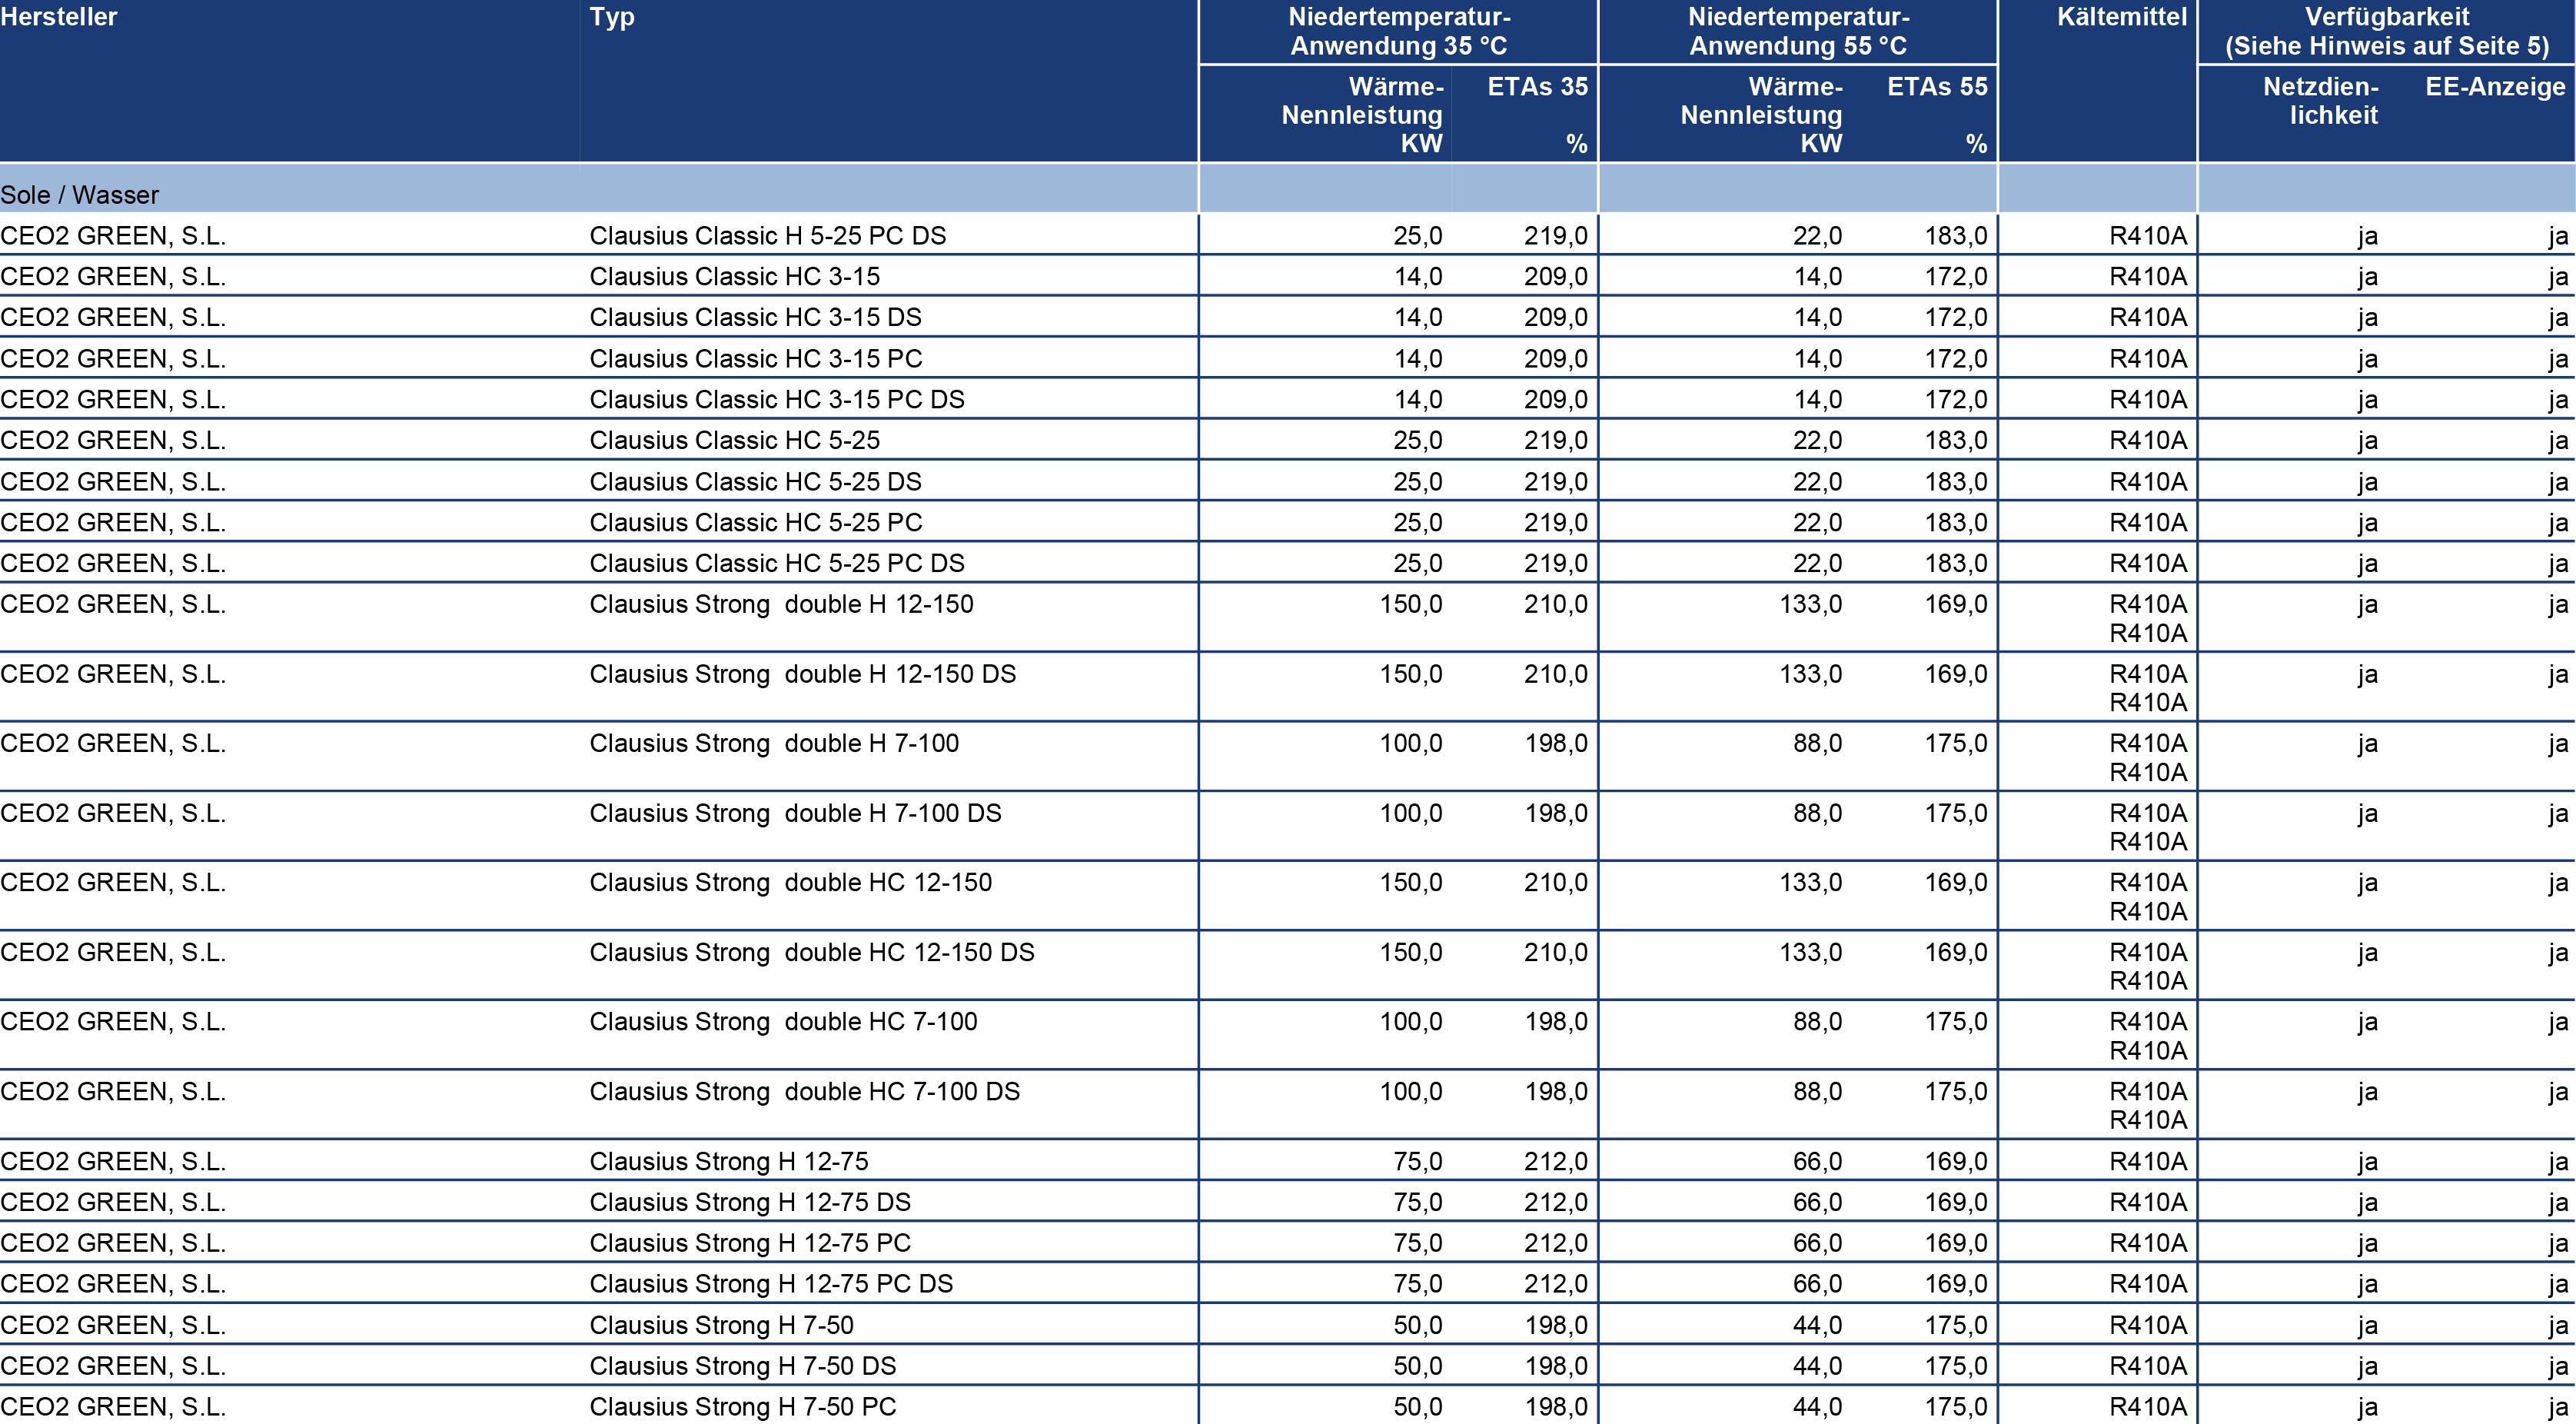 Hersteller Typ Niedertemperatur- Niedertemperatur- Kältemittel Verfügbarkeit
Anwendung 35 °C Anwendung 55 °C (Siehe Hinweis auf Seite 5)
Wärme- ETAs 35 Wärme- ETAs 55 Netzdien- EE-Anzeige
Nennleistung Nennleistung lichkeit
KW % KW %
Sole / Wasser
CEO2 GREEN, S.L. Clausius Classic H 5-25 PC DS 25,0 219,0 22,0 183,0 R410A ja ja
CEO2 GREEN, S.L. Clausius Classic HC 3-15 14,0 209,0 14,0 172,0 R410A ja ja
CEO2 GREEN, S.L. Clausius Classic HC 3-15 DS 14,0 209,0 14,0 172,0 R410A ja ja
CEO2 GREEN, S.L. Clausius Classic HC 3-15 PC 14,0 209,0 14,0 172,0 R410A ja ja
CEO2 GREEN, S.L. Clausius Classic HC 3-15 PC DS 14,0 209,0 14,0 172,0 R410A ja ja
CEO2 GREEN, S.L. Clausius Classic HC 5-25 25,0 219,0 22,0 183,0 R410A ja ja
CEO2 GREEN, S.L. Clausius Classic HC 5-25 DS 25,0 219,0 22,0 183,0 R410A ja ja
CEO2 GREEN, S.L. Clausius Classic HC 5-25 PC 25,0 219,0 22,0 183,0 R410A ja ja
CEO2 GREEN, S.L. Clausius Classic HC 5-25 PC DS 25,0 219,0 22,0 183,0 R410A ja ja
CEO2 GREEN, S.L. Clausius Strong  double H 12-150 150,0 210,0 133,0 169,0 R410A ja ja
R410A
CEO2 GREEN, S.L. Clausius Strong  double H 12-150 DS 150,0 210,0 133,0 169,0 R410A ja ja
R410A
CEO2 GREEN, S.L. Clausius Strong  double H 7-100 100,0 198,0 88,0 175,0 R410A ja ja
R410A
CEO2 GREEN, S.L. Clausius Strong  double H 7-100 DS 100,0 198,0 88,0 175,0 R410A ja ja
R410A
CEO2 GREEN, S.L. Clausius Strong  double HC 12-150 150,0 210,0 133,0 169,0 R410A ja ja
R410A
CEO2 GREEN, S.L. Clausius Strong  double HC 12-150 DS 150,0 210,0 133,0 169,0 R410A ja ja
R410A
CEO2 GREEN, S.L. Clausius Strong  double HC 7-100 100,0 198,0 88,0 175,0 R410A ja ja
R410A
CEO2 GREEN, S.L. Clausius Strong  double HC 7-100 DS 100,0 198,0 88,0 175,0 R410A ja ja
R410A
CEO2 GREEN, S.L. Clausius Strong H 12-75 75,0 212,0 66,0 169,0 R410A ja ja
CEO2 GREEN, S.L. Clausius Strong H 12-75 DS 75,0 212,0 66,0 169,0 R410A ja ja
CEO2 GREEN, S.L. Clausius Strong H 12-75 PC 75,0 212,0 66,0 169,0 R410A ja ja
CEO2 GREEN, S.L. Clausius Strong H 12-75 PC DS 75,0 212,0 66,0 169,0 R410A ja ja
CEO2 GREEN, S.L. Clausius Strong H 7-50 50,0 198,0 44,0 175,0 R410A ja ja
CEO2 GREEN, S.L. Clausius Strong H 7-50 DS 50,0 198,0 44,0 175,0 R410A ja ja
CEO2 GREEN, S.L. Clausius Strong H 7-50 PC 50,0 198,0 44,0 175,0 R410A ja ja